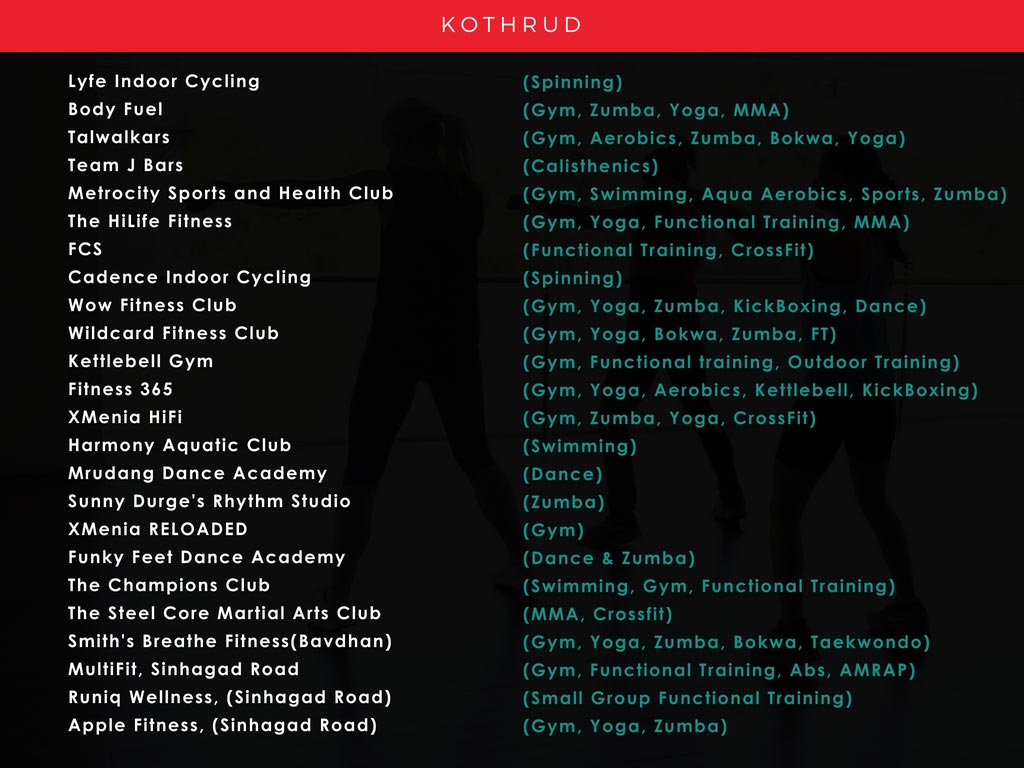 KOTHRUD
Lyfe Indoor Cycling (Spinning)
Body Fuel (Gym, Zumba, Yoga, MMA)
Talwalkars (Gym, Aerobics, Zumba, Bokwa, Yoga)
Team J Bars (Calisthenics)
Metrocity Sports and Health Club (Gym, Swimming, Aqua Aerobics, Sports, Zumba)
The HiLife Fitness (Gym, Yoga, Functional Training, MMA)
FCS (Functional Training, CrossFit)
Cadence Indoor Cycling (Spinning)
Wow Fitness Club (Gym, Yoga, Zumba, KickBoxing, Dance)
Wildcard Fitness Club (Gym, Yoga, Bokwa, Zumba, FT)
Kettlebell Gym (Gym, Functional training, Outdoor Training)
Fitness 365 (Gym, Yoga, Aerobics, Kettlebell, KickBoxing)
XMenia HiFi (Gym, Zumba, Yoga, CrossFit)
Harmony Aquatic Club (Swimming)
Mrudang Dance Academy (Dance)
Sunny Durge's Rhythm Studio (Zumba)
XMenia RELOADED (Gym)
Funky Feet Dance Academy (Dance & Zumba)
The Champions Club (Swimming, Gym, Functional Training)
The Steel Core Martial Arts Club (MMA, Crossfit)
Smith's Breathe Fitness(Bavdhan) (Gym, Yoga, Zumba, Bokwa, Taekwondo)
MultiFit, Sinhagad Road (Gym, Functional Training, Abs, AMRAP)
Runiq Wellness, (Sinhagad Road) (Small Group Functional Training)
Apple Fitness, (Sinhagad Road) (Gym, Yoga, Zumba)